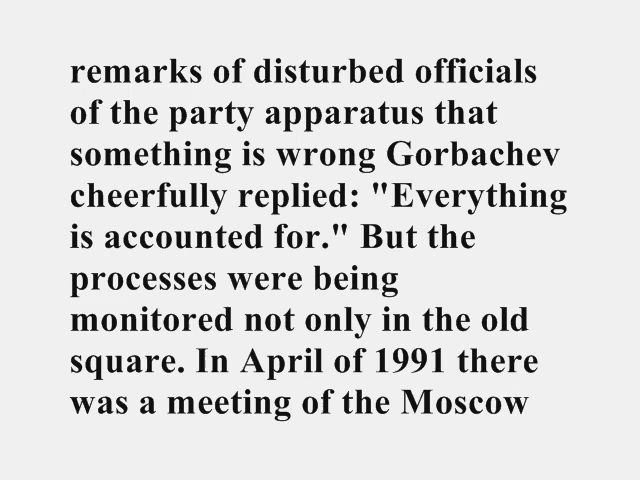 remarks of disturbed officials
of the party apparatus that
something is wrong Gorbachev
cheerfully replied: "Everything
is accounted for." But the
processes were being
monitored not only in the old
square. In April of 1991 there
was a meeting of the Moscow